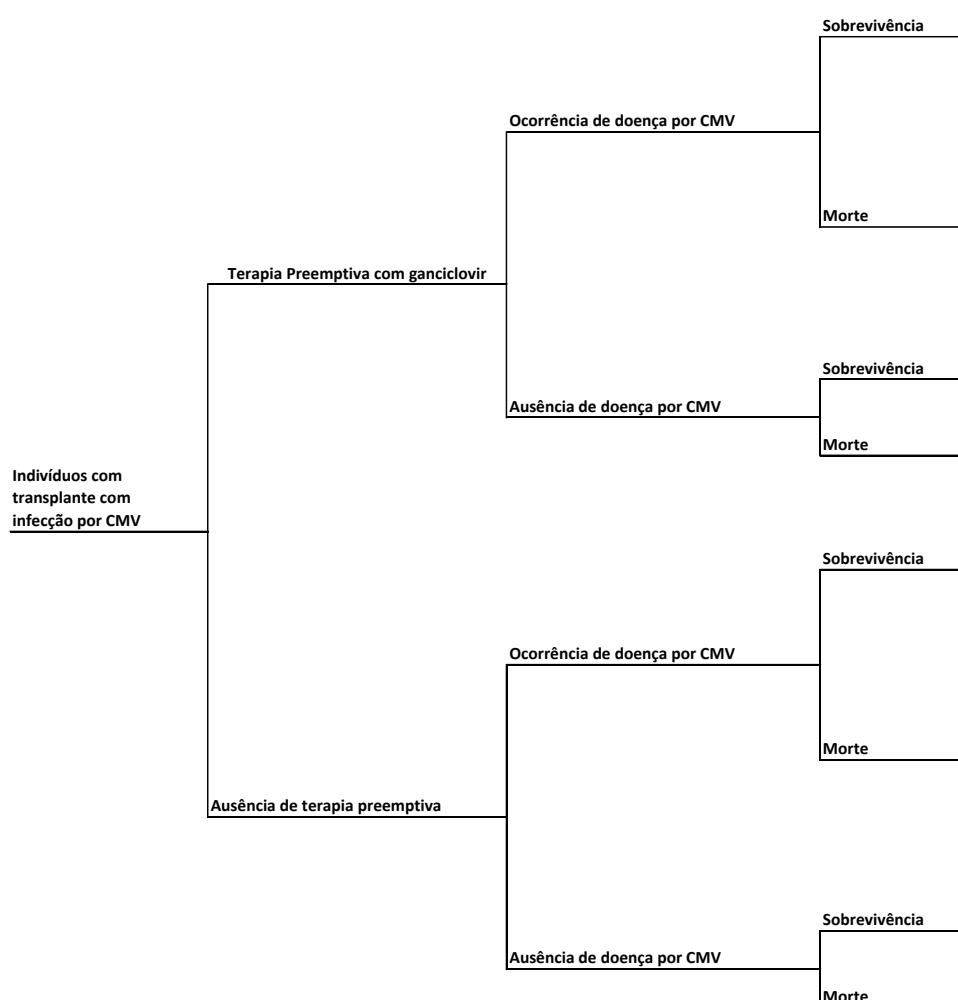 Sobrevivência
Ocorrência de doença por CMV
Morte
Terapia Preemptiva com ganciclovir
Sobrevivência
Ausência de doença por CMV
Morte
Indivíduos com
transplante com
infecção por CMV
Sobrevivência
Ocorrência de doença por CMV
Morte
Ausência de terapia preemptiva
Sobrevivência
Ausência de doença por CMV
Morte